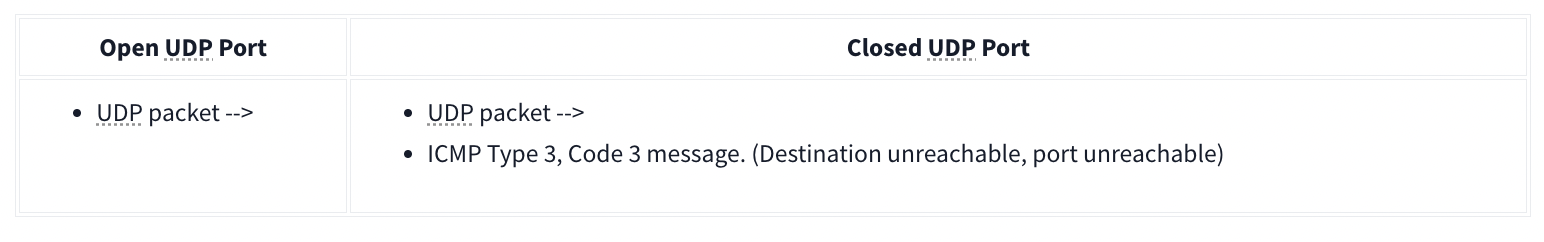 Open UDP Port
Closed UDP Port
• UDP packet -->
• UDP packet -->
• ICMP Type 3, Code 3 message. (Destination unreachable, port unreachable)